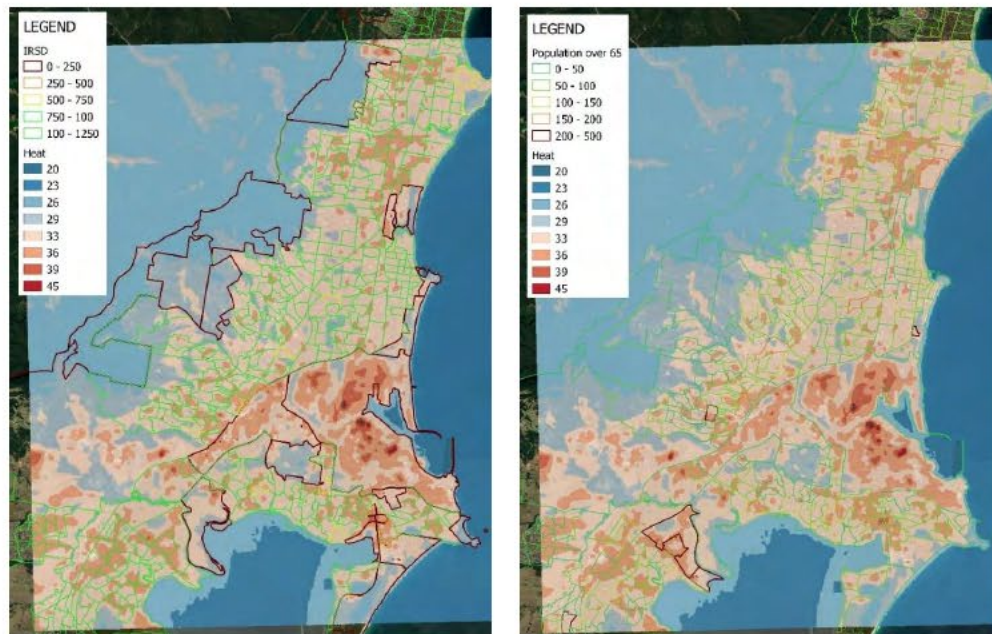 LEGEND
IRSD
0 - 250
250 - 500
500 - 750
750 - 100
100 - 1250
Heat
20
23
26
29
33
36
39
45
LEGEND
Population over 65
0 - 50
50 - 100
100 - 150
150 - 200
200 - 500
Heat
20
23
26
29
33
36
39
45